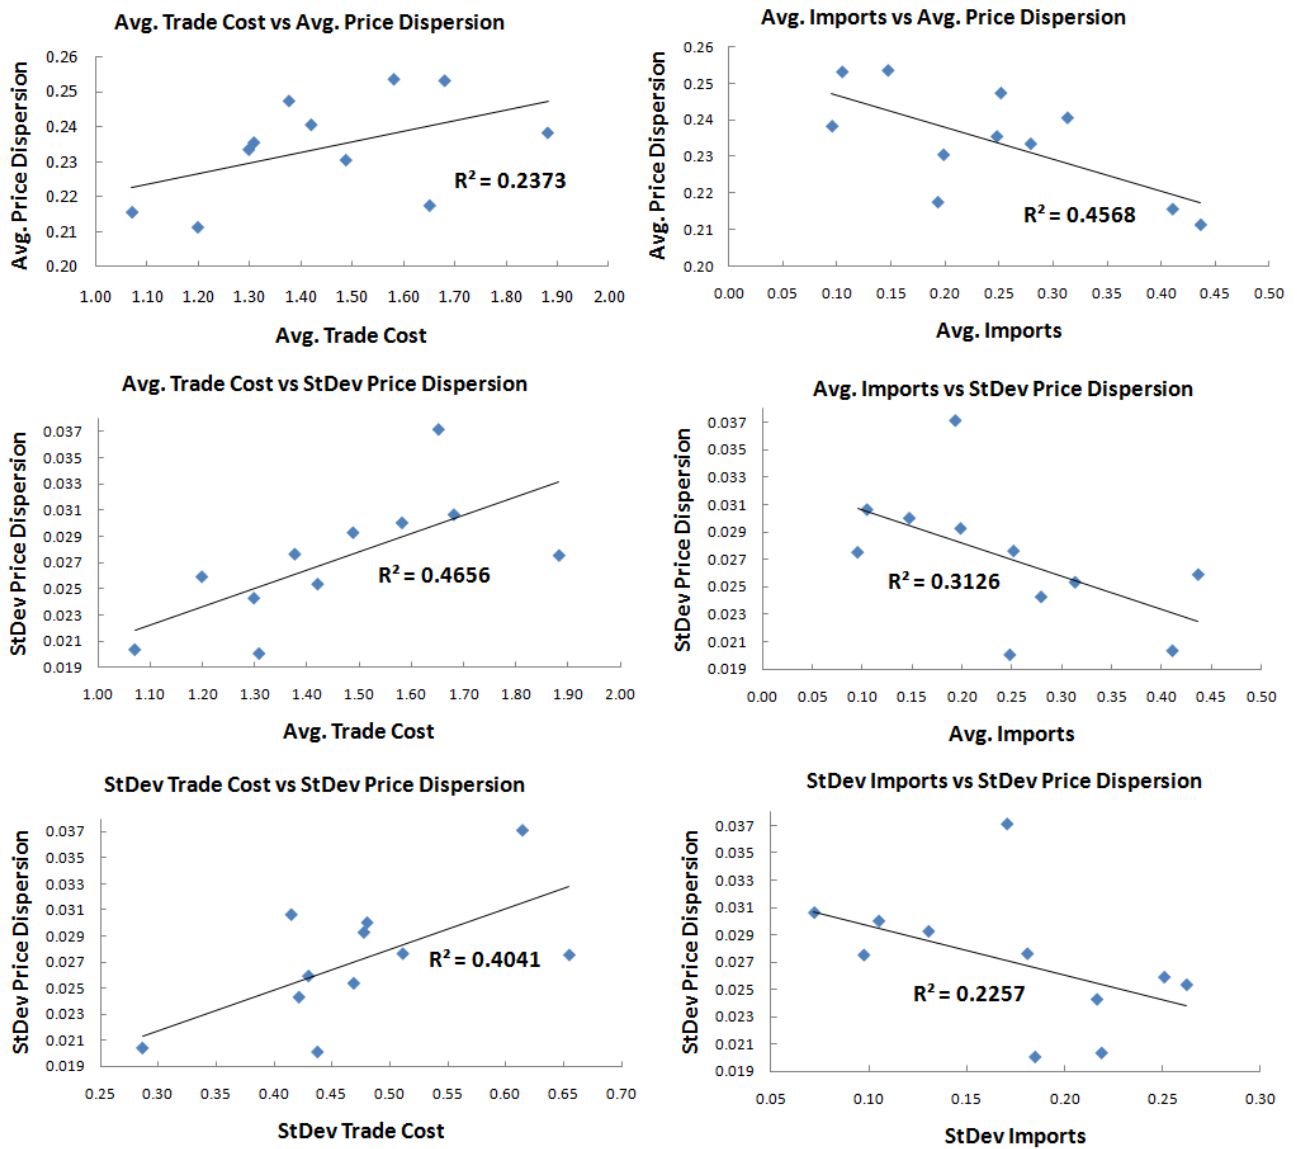 Avg. Trade Cost vs Avg. Price Dispersion
Avg. Price Dispersion
0.26
0.25
0.24
0.23
0.22
0.21
0.20
R² = 0.2373
1.00 1.10 1.20 1.30 1.40 1.50 1.60 1.70 1.80 1.90 2.00
Avg. Trade Cost
Avg. Imports vs Avg. Price Dispersion
Avg. Price Dispersion
0.26
0.25
0.24
0.23
0.22
0.21
0.20
R² = 0.4568
0.00 0.05 0.10 0.15 0.20 0.25 0.30 0.35 0.40 0.45 0.50
Avg. Imports
Avg. Trade Cost vs StDev Price Dispersion
StDev Price Dispersion
0.037
0.035
0.033
0.031
0.029
0.027
0.025
0.023
0.021
0.019
R² = 0.4656
1.00 1.10 1.20 1.30 1.40 1.50 1.60 1.70 1.80 1.90 2.00
Avg. Trade Cost
Avg. Imports vs StDev Price Dispersion
StDev Price Dispersion
0.037
0.035
0.033
0.031
0.029
0.027
0.025
0.023
0.021
0.019
R² = 0.3126
0.00 0.05 0.10 0.15 0.20 0.25 0.30 0.35 0.40 0.45 0.50
Avg. Imports
StDev Trade Cost vs StDev Price Dispersion
StDev Price Dispersion
0.037
0.035
0.033
0.031
0.029
0.027
0.025
0.023
0.021
0.019
R² = 0.4041
0.25 0.30 0.35 0.40 0.45 0.50 0.55 0.60 0.65 0.70
StDev Trade Cost
StDev Imports vs StDev Price Dispersion
StDev Price Dispersion
0.037
0.035
0.033
0.031
0.029
0.027
0.025
0.023
0.021
0.019
R² = 0.2257
0.05 0.10 0.15 0.20 0.25 0.30
StDev Imports